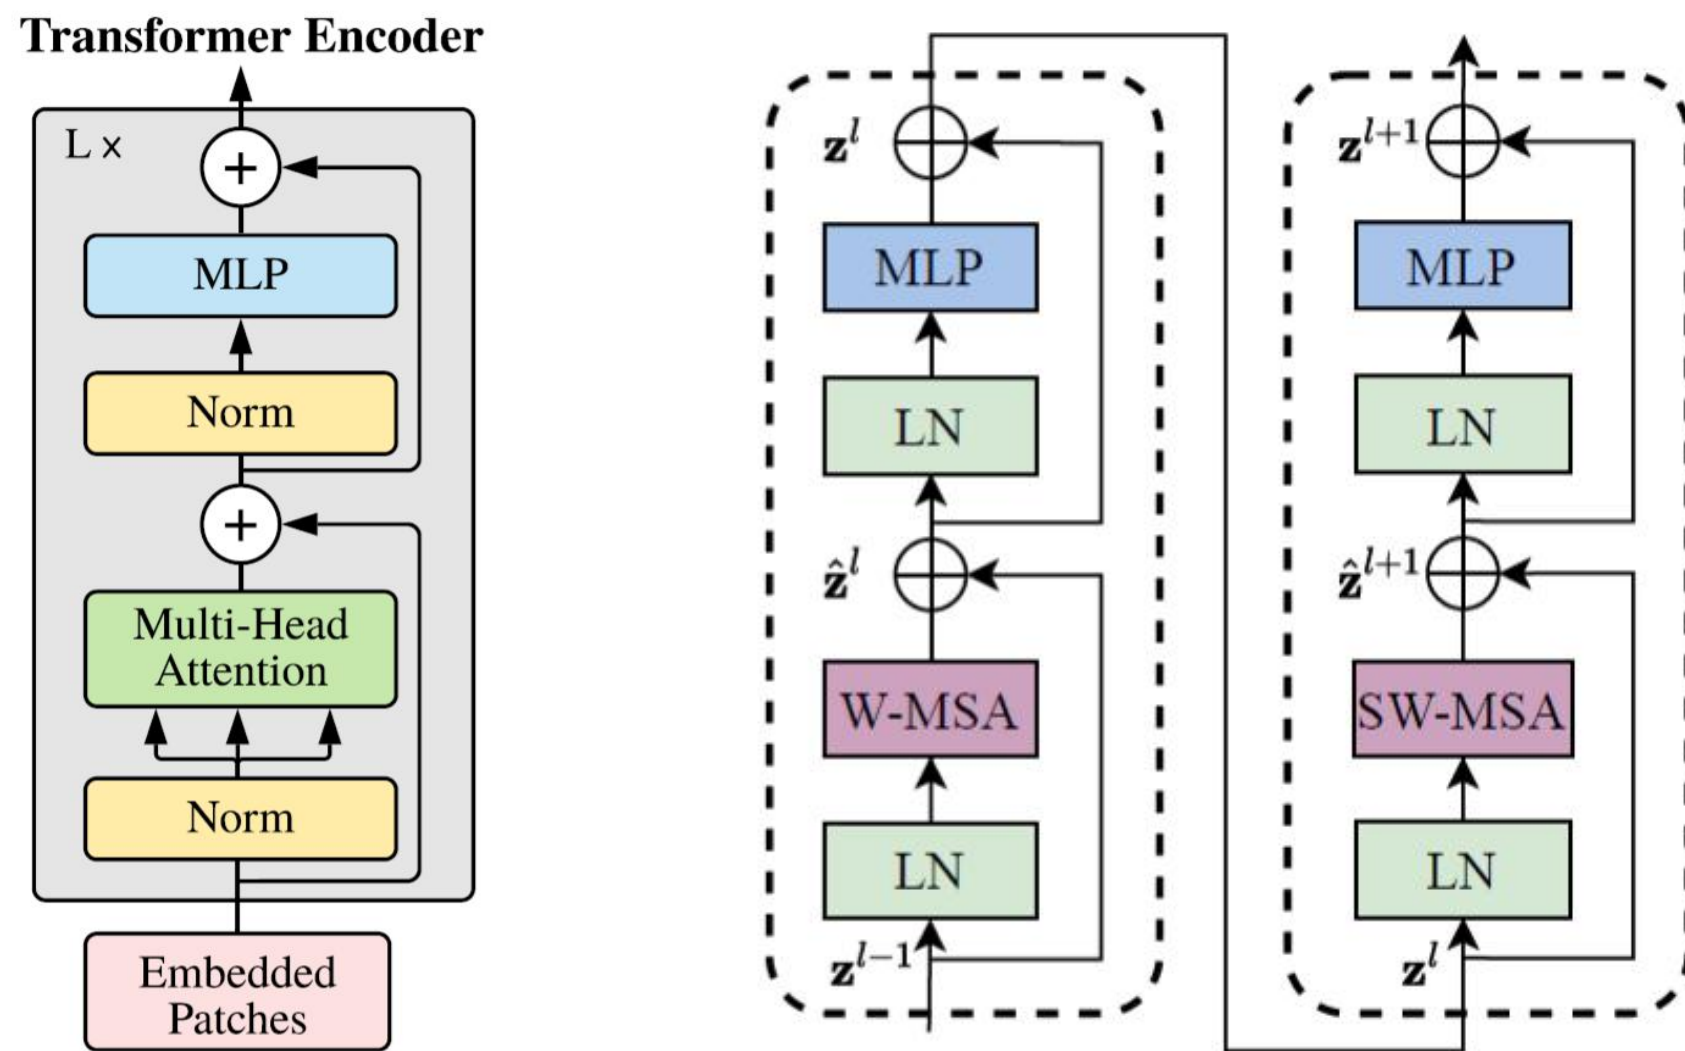 Transformer Encoder
L x
+
MLP
Norm
+
Multi-Head
Attention
Norm
Embedded
Patches
z^l
MLP
LN
ẑ^l
W-MSA
LN
z^{l-1}
z^{l+1}
MLP
LN
ẑ^{l+1}
SW-MSA
LN
z^l